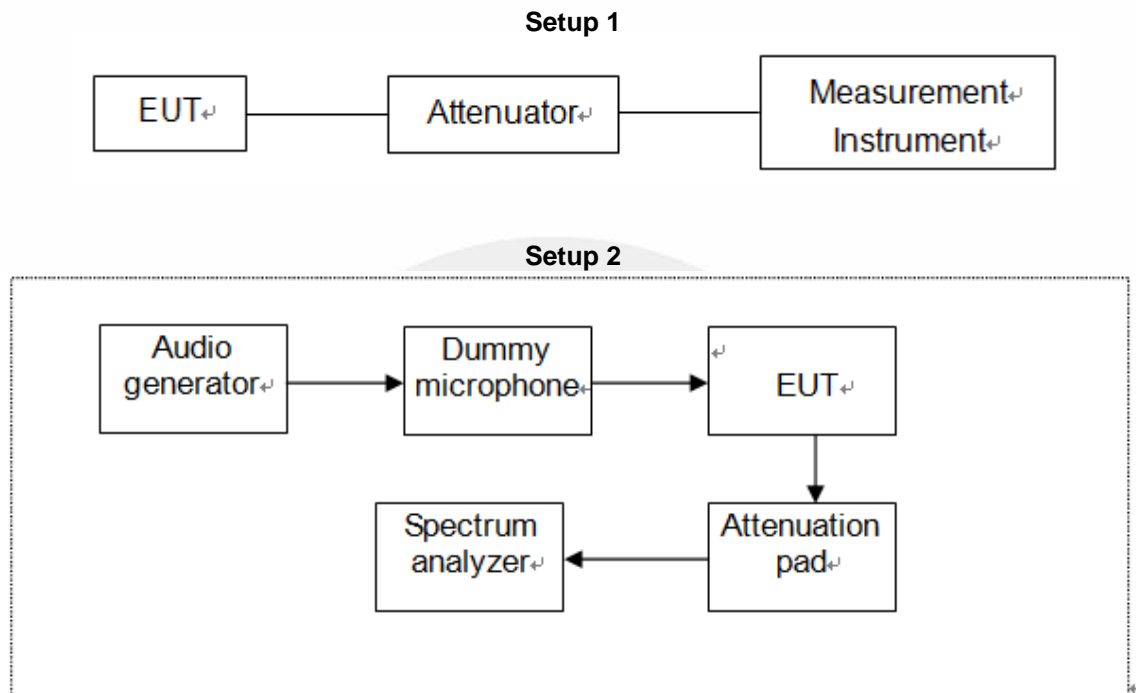 Setup 1
EUT↵
Attenuator↵
Measurement↵
Instrument↵
Setup 2
Audio
generator↵
Dummy
microphone↵
↵
EUT↵
Attenuation
pad↵
Spectrum
analyzer↵